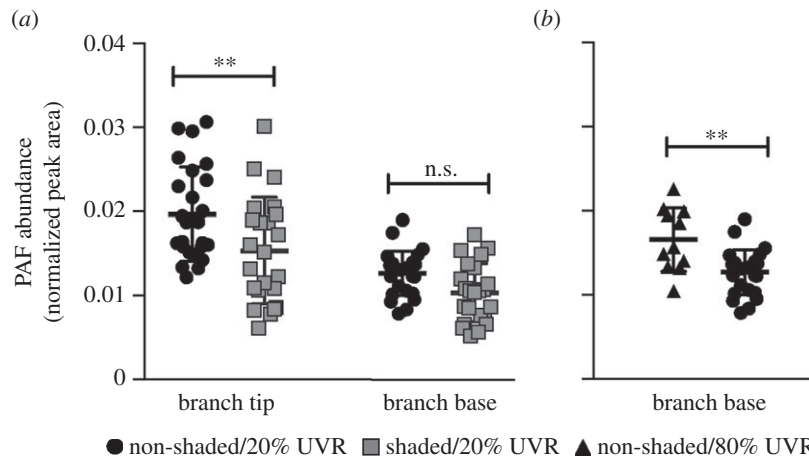 (a)
(b)
PAF abundance
(normalized peak area)
0.04
0.03
0.02
0.01
0
**
n.s.
**
branch tip
branch base
branch base
non-shaded/20% UVR
shaded/20% UVR
non-shaded/80% UVR